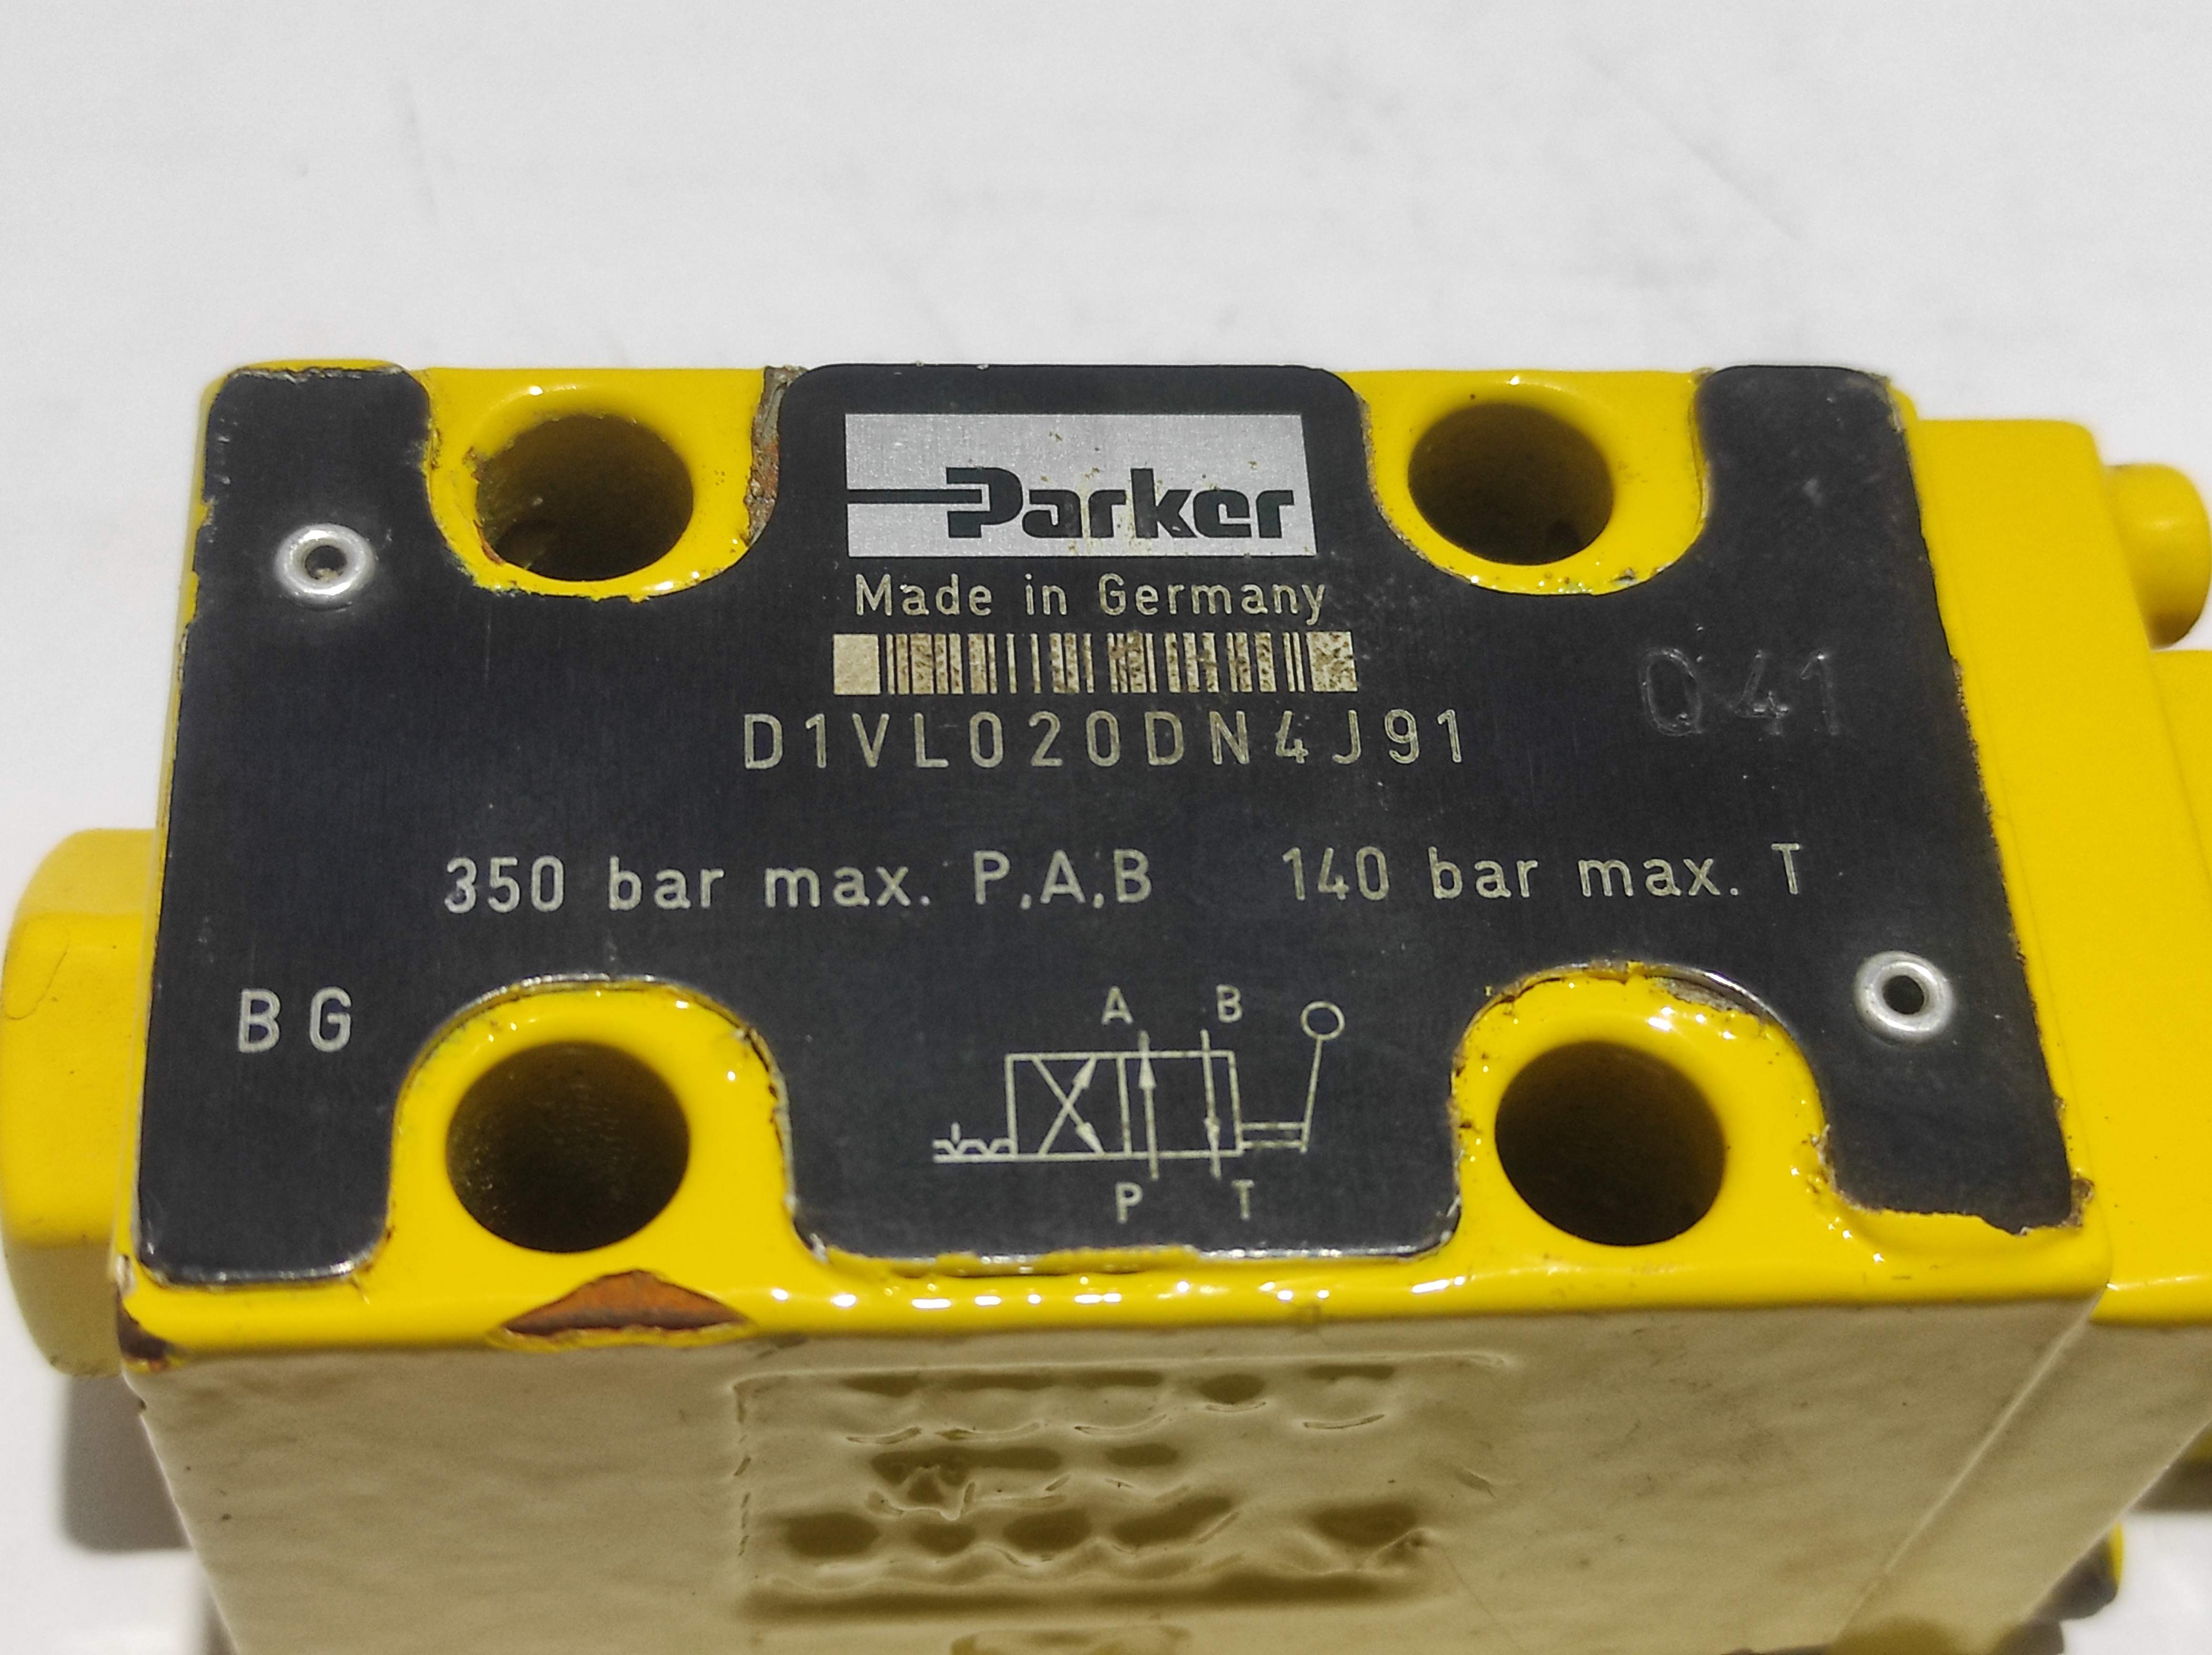 Parker
Made in Germany
Q41
D1VL020DN4J91
350 bar max. P,A,B 140 bar max. T
BG
A B
P T